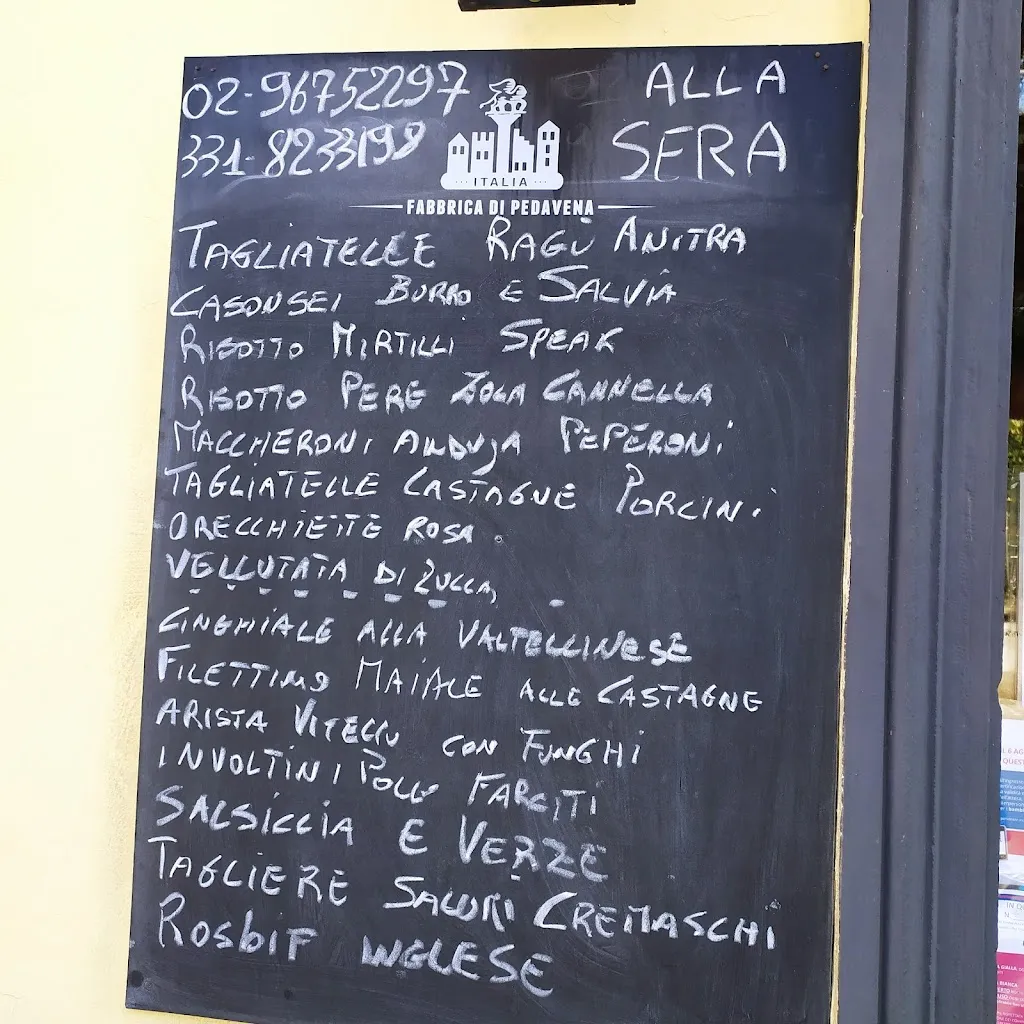 02-96752297
331-8233198
ALLA
SERA
ITALIA
FABBRICA DI PEDAVENA
TAGLIATELLE RAGÙ ANITRA
CASONSEI BURRO E SALVIA
RISOTTO MIRTILLI SPEAK
RISOTTO PERE ZOLA CANNELLA
MACCHERONI ANDUJA PEPERONI
TAGLIATELLE CASTAGNE PORCINI
ORECCHIETTE ROSA
VELLUTATA DI ZUCCA
CINGHIALE ALLA VALTELLINESE
FILETTINO MAIALE ALLE CASTAGNE
ARISTA VITELLO CON FUNGHI
INVOLTINI POLLO FARCITI
SALSICCIA E VERZE
TAGLIERE SALUMI CREMASCHI
ROSBIF INGLESE